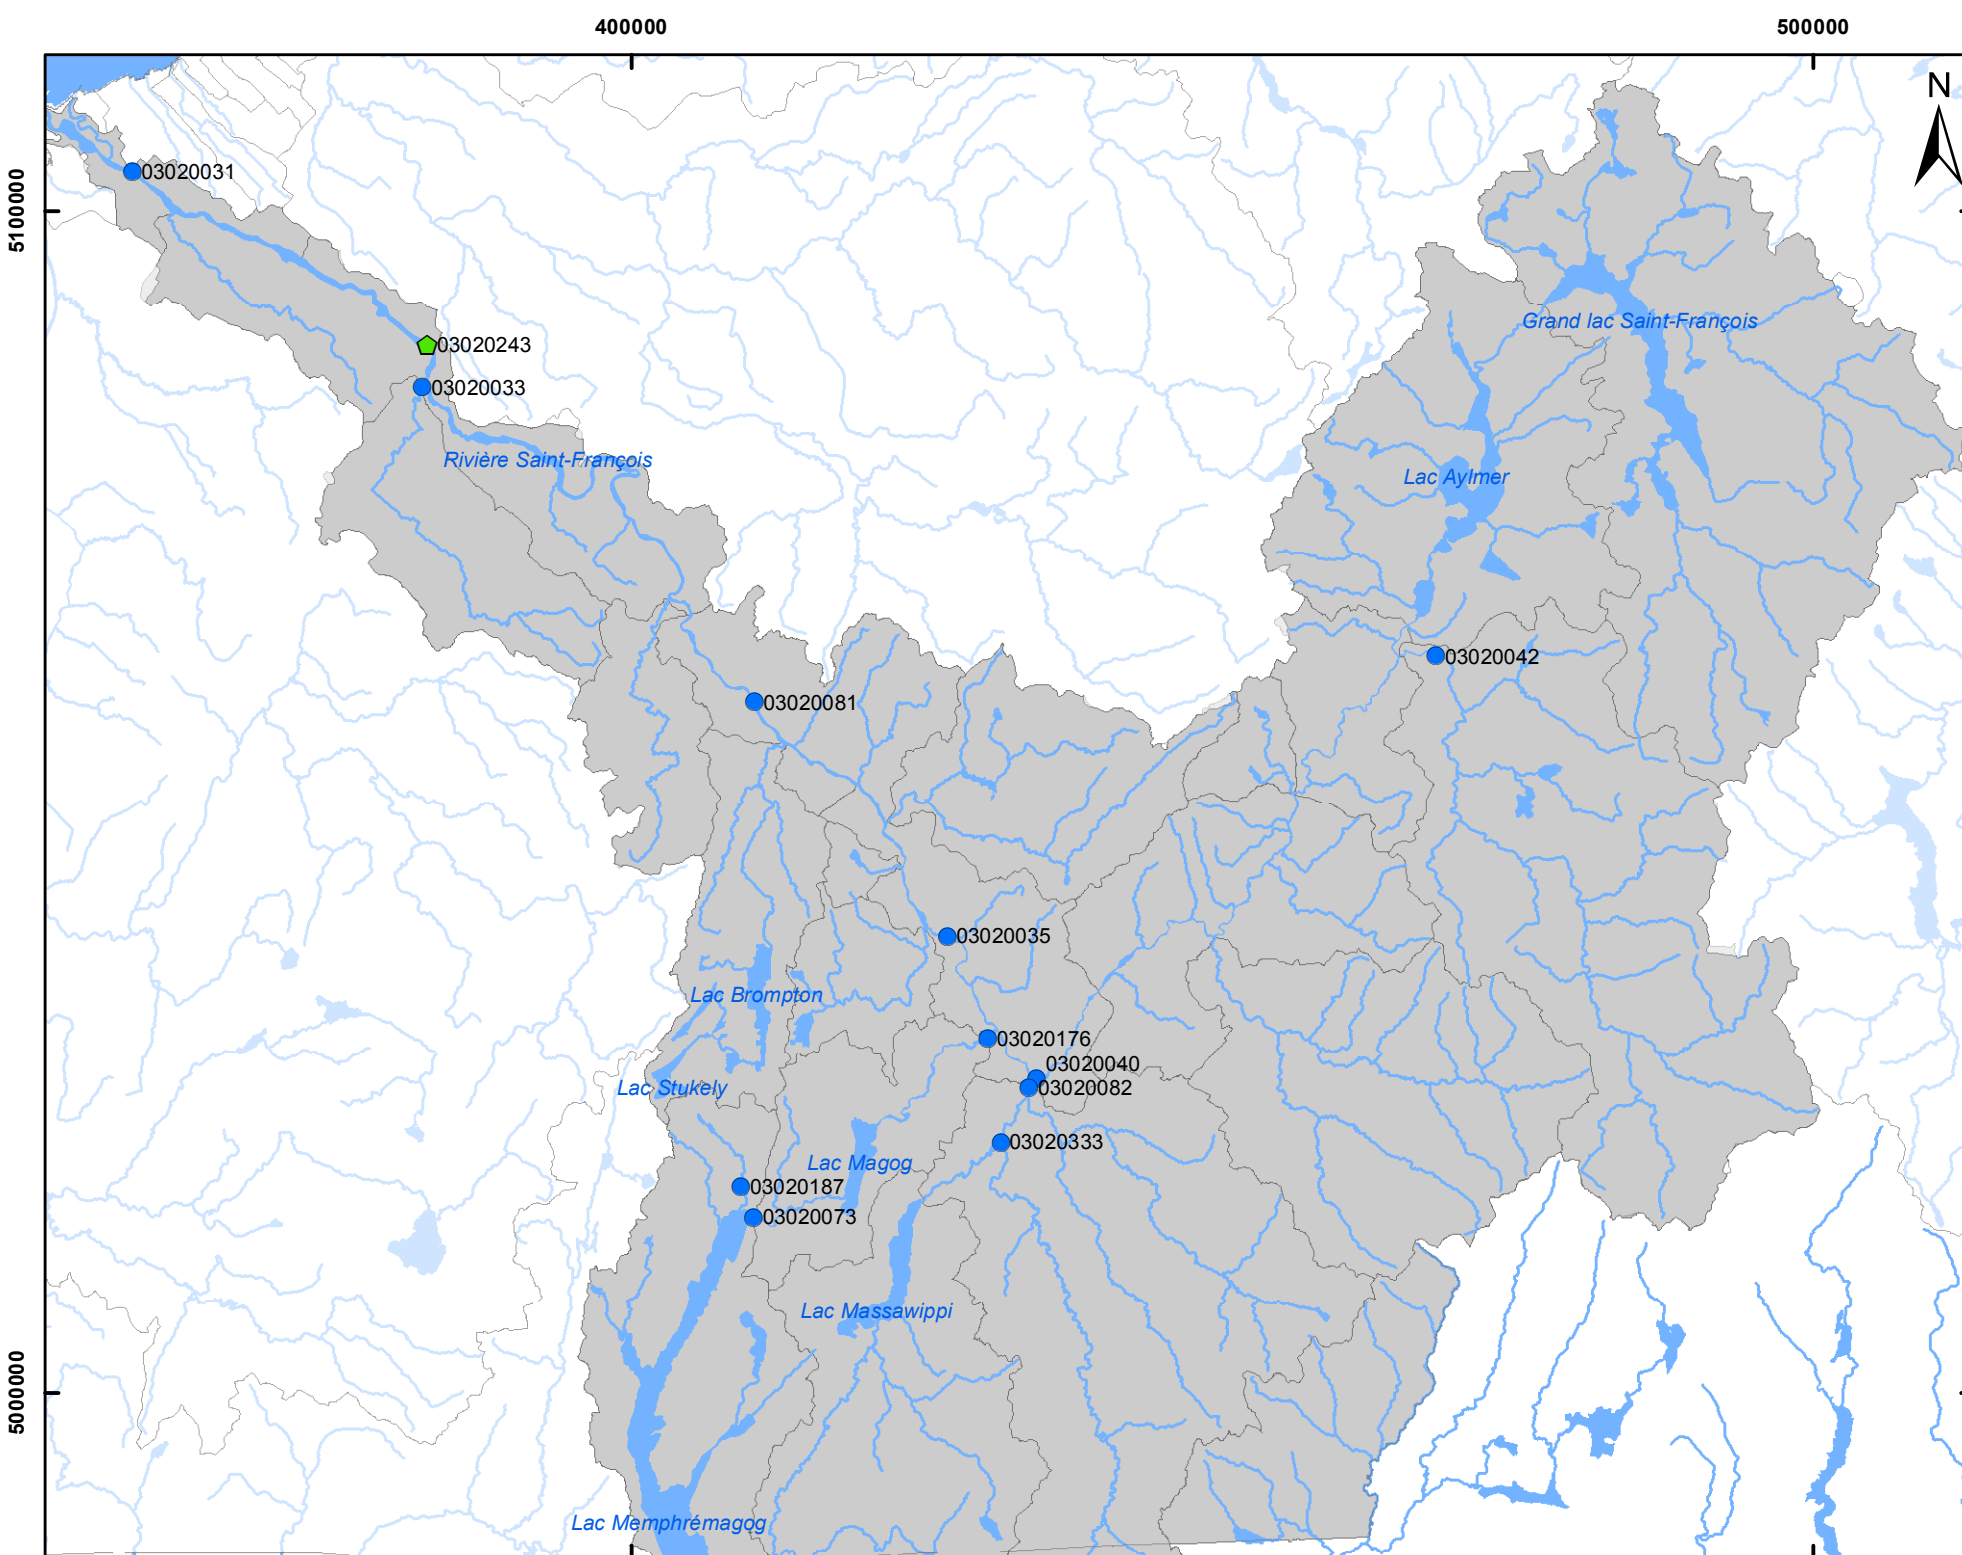 400000
500000
N
03020031
5100000
03020243
Grand lac Saint-François
03020033
Rivière Saint-François
Lac Aylmer
03020042
03020081
03020035
Lac Brompton
03020176
03020040
Lac Stukely
03020082
03020333
Lac Magog
03020187
03020073
Lac Massawippi
5000000
Lac Memphrémagog